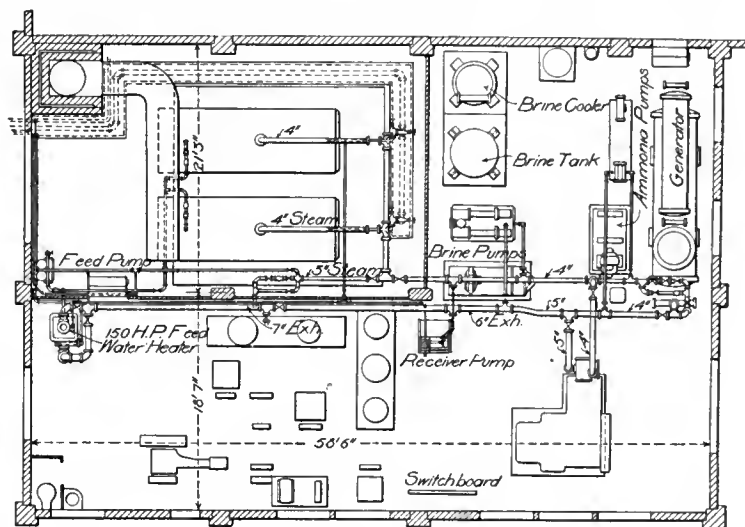 4"
21'5"
4" Steam
Feed Pump
5" Steam
Brine Cooler
Brine Tank
Brine Pumps
Ammonia Pumps
Generator
4"
5"
4"
7" Exh.
6" Exh.
150 H.P. Feed
Water Heater
Receiver Pump
5"
4"
18'7"
58'6"
Switchboard